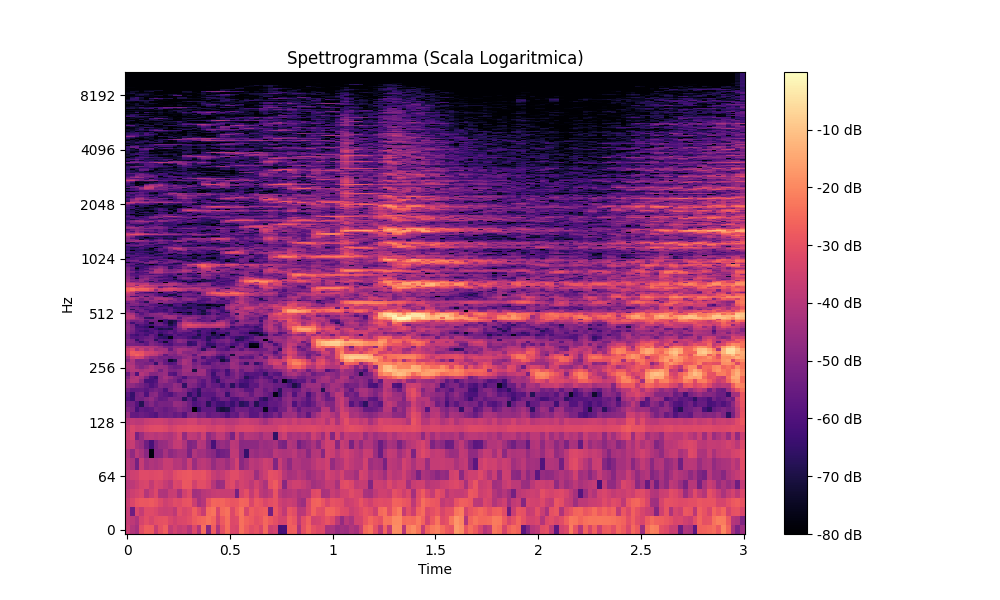 Spettrogramma (Scala Logaritmica)
Hz
8192
4096
2048
1024
512
256
128
64
0
0
0.5
1
1.5
2
2.5
3
Time
-10 dB
-20 dB
-30 dB
-40 dB
-50 dB
-60 dB
-70 dB
-80 dB